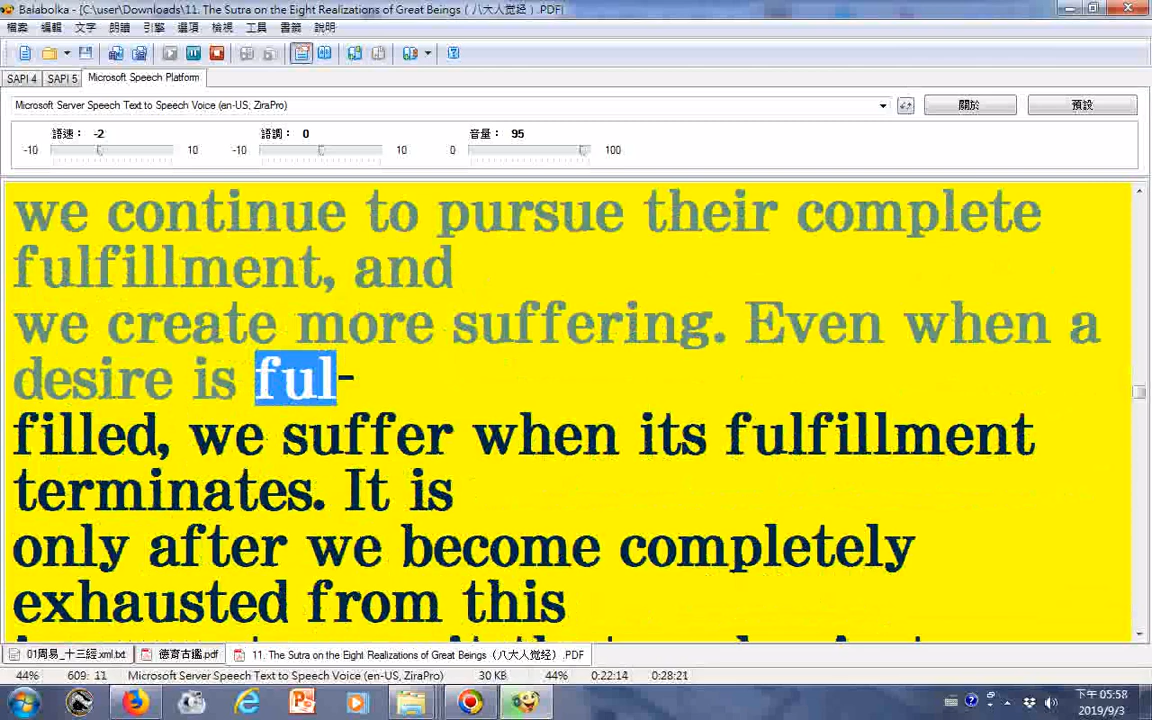 Balabolka - [C:\user\Downloads\11. The Sutra on the Eight Realizations of Great Beings（八大人觉经）.PDF]
檔案 編輯 文字 朗讀 引擎 選項 檢視 工具 書籤 說明
SAPI 4 SAPI 5 Microsoft Speech Platform
Microsoft Server Speech Text to Speech Voice (en-US, ZiraPro) 關於 預設
語速： -2 語調： 0 音量： 95
-10 10 -10 10 0 100
we continue to pursue their complete
fulfillment, and
we create more suffering. Even when a
desire is ful-
filled, we suffer when its fulfillment
terminates. It is
only after we become completely
exhausted from this
01周易_十三經.xml.txt 德育古鑑.pdf 11. The Sutra on the Eight Realizations of Great Beings（八大人觉经）.PDF
44% 609: 11 Microsoft Server Speech Text to Speech Voice (en-US, ZiraPro) 30 KB 44% 0:22:14 0:28:21
下午 05:58
2019/9/3